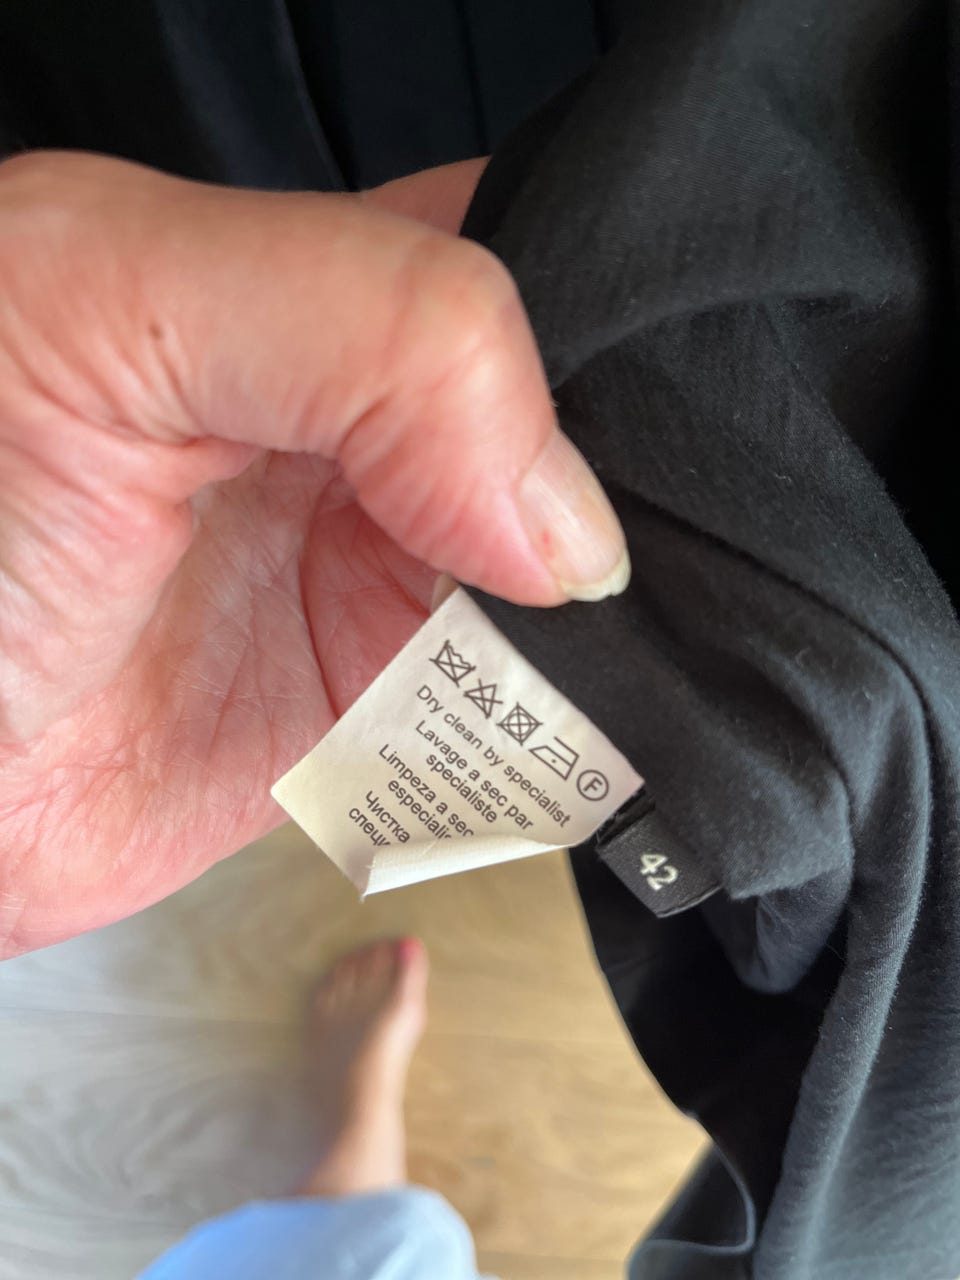 F
Dry clean by specialist
Lavage a sec par
specialiste
Limpeza a sec
Чистка
42